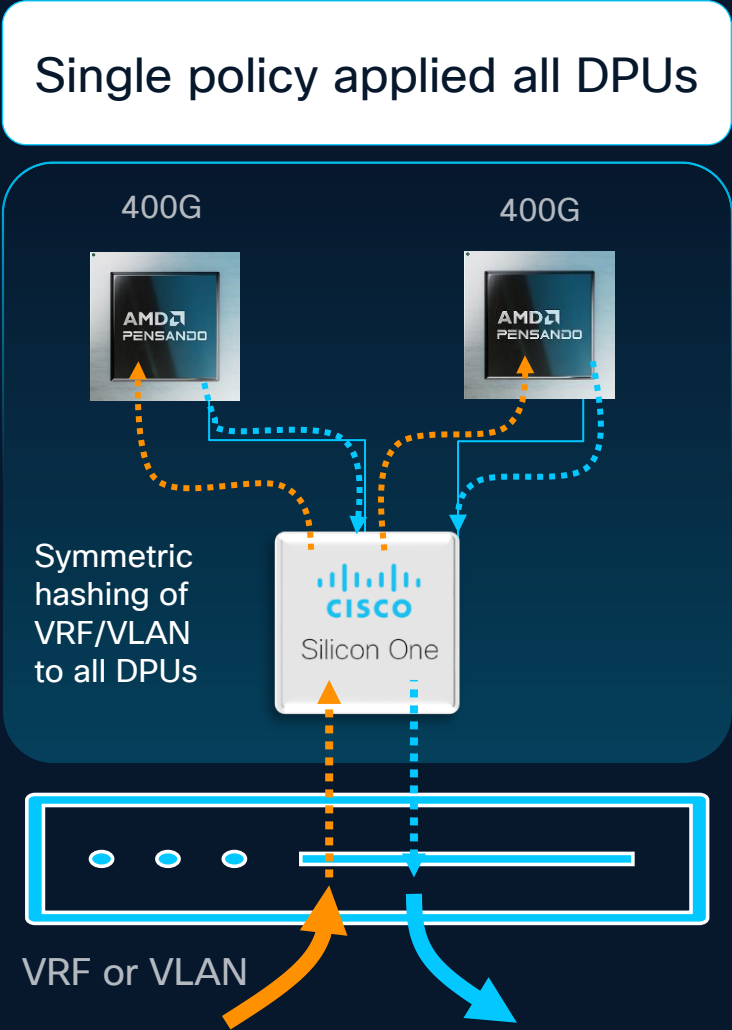 Single policy applied all DPUs
400G
400G
AMD
PENSANDO
AMD
PENSANDO
Symmetric
hashing of
VRF/VLAN
to all DPUs
CISCO
Silicon One
VRF or VLAN